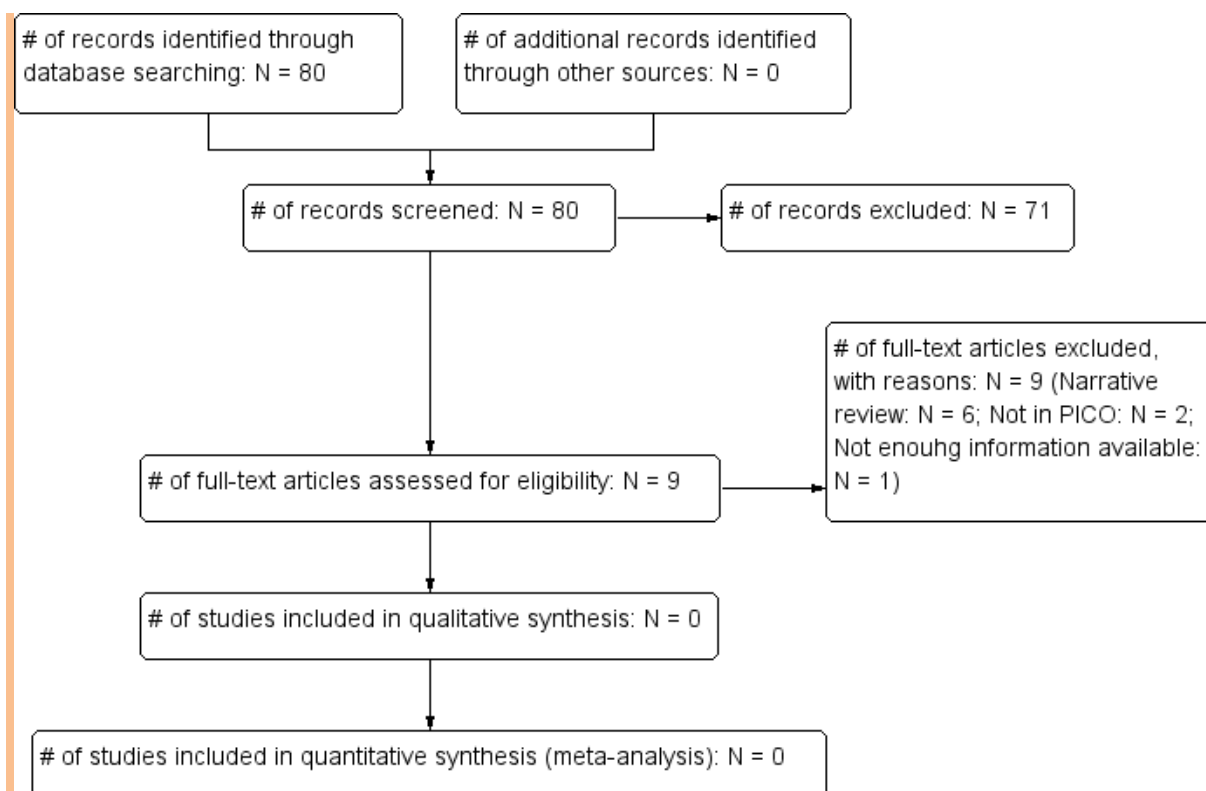 # of records identified through
database searching: N = 80
# of additional records identified
through other sources: N = 0
# of records screened: N = 80
# of records excluded: N = 71
# of full-text articles excluded,
with reasons: N = 9 (Narrative
review: N = 6; Not in PICO: N = 2;
Not enouhg information available:
N = 1)
# of full-text articles assessed for eligibility: N = 9
# of studies included in qualitative synthesis: N = 0
# of studies included in quantitative synthesis (meta-analysis): N = 0